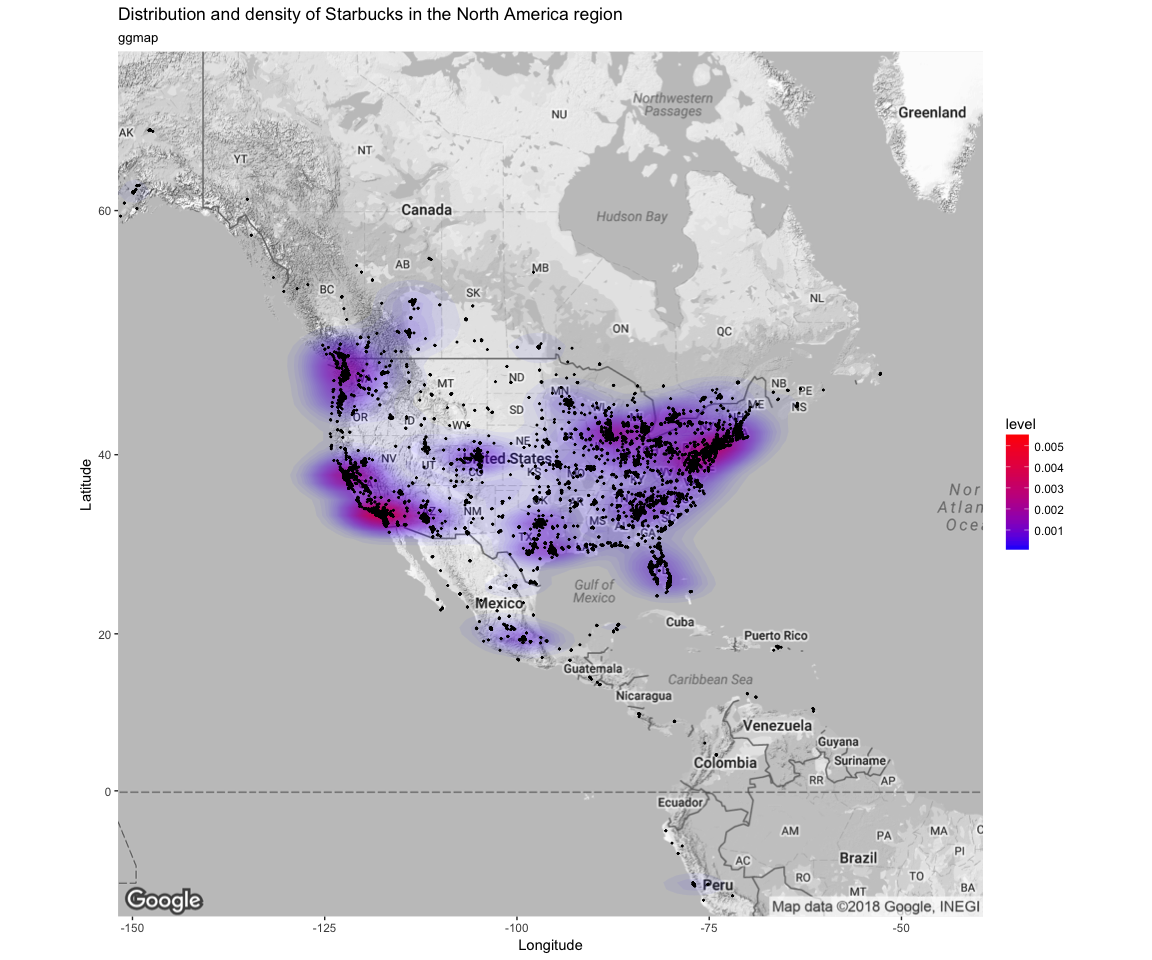 Distribution and density of Starbucks in the North America region
ggmap
Northwestern
Passages
Greenland
NU
AK
NT
YT
Canada
Hudson Bay
60
AB
MB
BC
SK
NL
ON
QC
MT
ND
NB
PE
MN
ME
NS
SD
OR
ID
WY
level
NE
0.005
40
NV
United States
UT
CO
KS
0.004
0.003
Nor
Atlan
Ocea
NM
0.002
MS
0.001
TX
GA
Latitude
Gulf of
Mexico
Mexico
Cuba
20
Puerto Rico
Guatemala
Caribbean Sea
Nicaragua
Venezuela
Guyana
Colombia
Suriname
RR
AP
0
Ecuador
AM
PA
MA
C
PI
AC
Brazil
RO
TO
Peru
MT
BA
Google
Map data ©2018 Google, INEGI
-150
-125
-100
-75
-50
Longitude